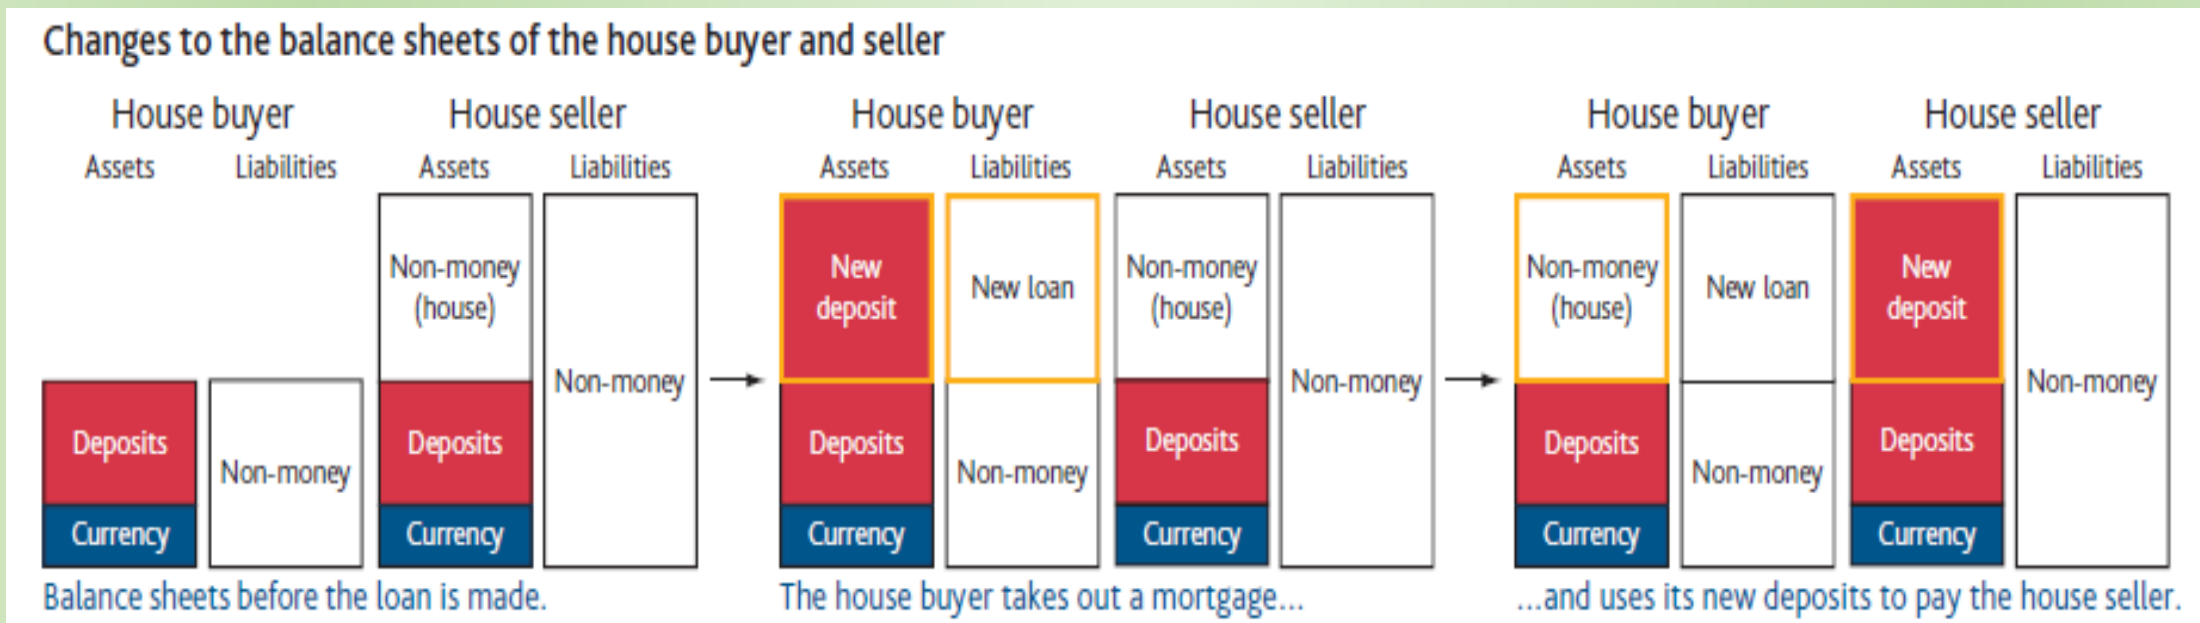 Changes to the balance sheets of the house buyer and seller
House buyer
House seller
Assets
Liabilities
Assets
Liabilities
Non-money
(house)
Non-money
Deposits
Non-money
Deposits
Currency
Currency
Balance sheets before the loan is made.
House buyer
House seller
Assets
Liabilities
Assets
Liabilities
New
deposit
New loan
Non-money
(house)
Non-money
Deposits
Non-money
Deposits
Currency
Currency
The house buyer takes out a mortgage...
House buyer
House seller
Assets
Liabilities
Assets
Liabilities
Non-money
(house)
New loan
New
deposit
Non-money
Deposits
Non-money
Deposits
Currency
Currency
...and uses its new deposits to pay the house seller.